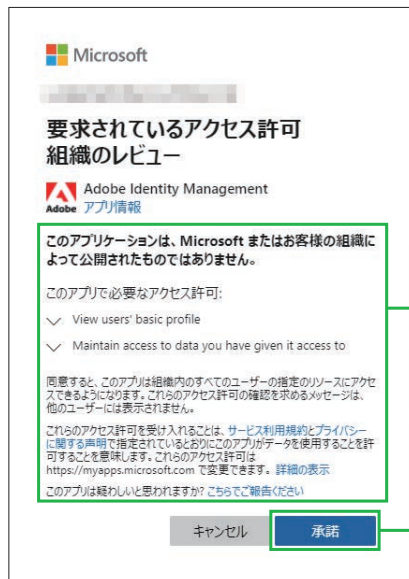 Microsoft
要求されているアクセス許可
組織のレビュー
Adobe Identity Management
Adobe アプリ情報
このアプリケーションは、Microsoft またはお客様の組織に
よって公開されたものではありません。
このアプリで必要なアクセス許可:
View users' basic profile
Maintain access to data you have given it access to
同意すると、このアプリは組織内のすべてのユーザーの指定のリソースにアクセ
スできるようになります。これらのアクセス許可の確認を求めるメッセージは、
他のユーザーには表示されません。
これらのアクセス許可を受け入れることは、サービス利用規約とプライバシー
に関する声明で指定されているとおりにこのアプリがデータを使用することを許
可することを意味します。これらのアクセス許可は
https://myapps.microsoft.com で変更できます。詳細の表示
このアプリは疑わしいと思われますか? こちらでご報告ください
キャンセル
承諾